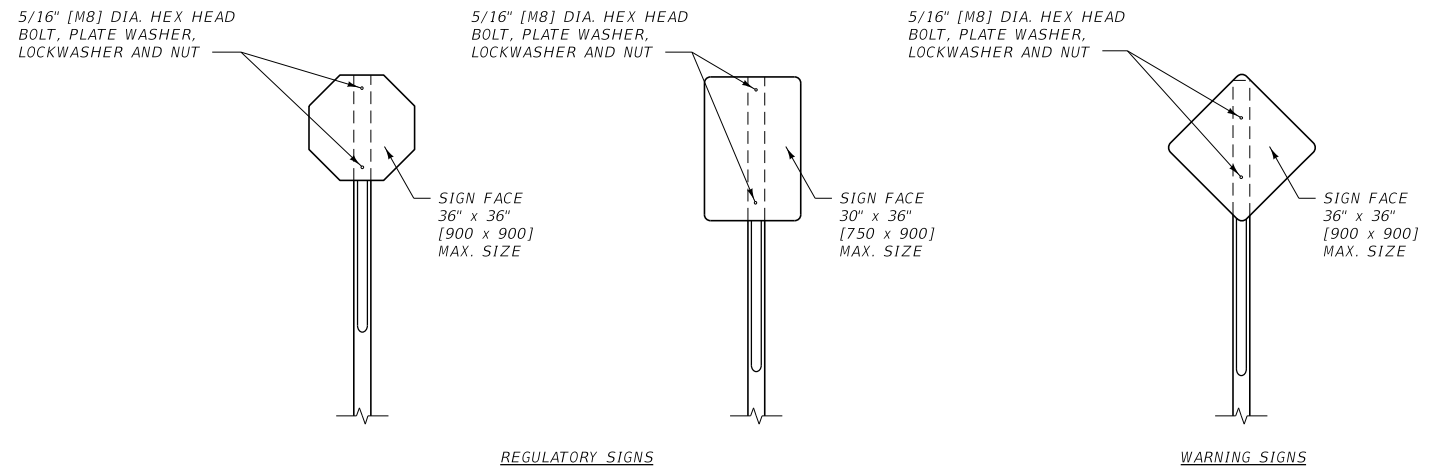 5/16" [M8] DIA. HEX HEAD
BOLT, PLATE WASHER,
LOCKWASHER AND NUT
SIGN FACE
36" x 36"
[900 x 900]
MAX. SIZE
5/16" [M8] DIA. HEX HEAD
BOLT, PLATE WASHER,
LOCKWASHER AND NUT
SIGN FACE
30" x 36"
[750 x 900]
MAX. SIZE
REGULATORY SIGNS
5/16" [M8] DIA. HEX HEAD
BOLT, PLATE WASHER,
LOCKWASHER AND NUT
SIGN FACE
36" x 36"
[900 x 900]
MAX. SIZE
WARNING SIGNS